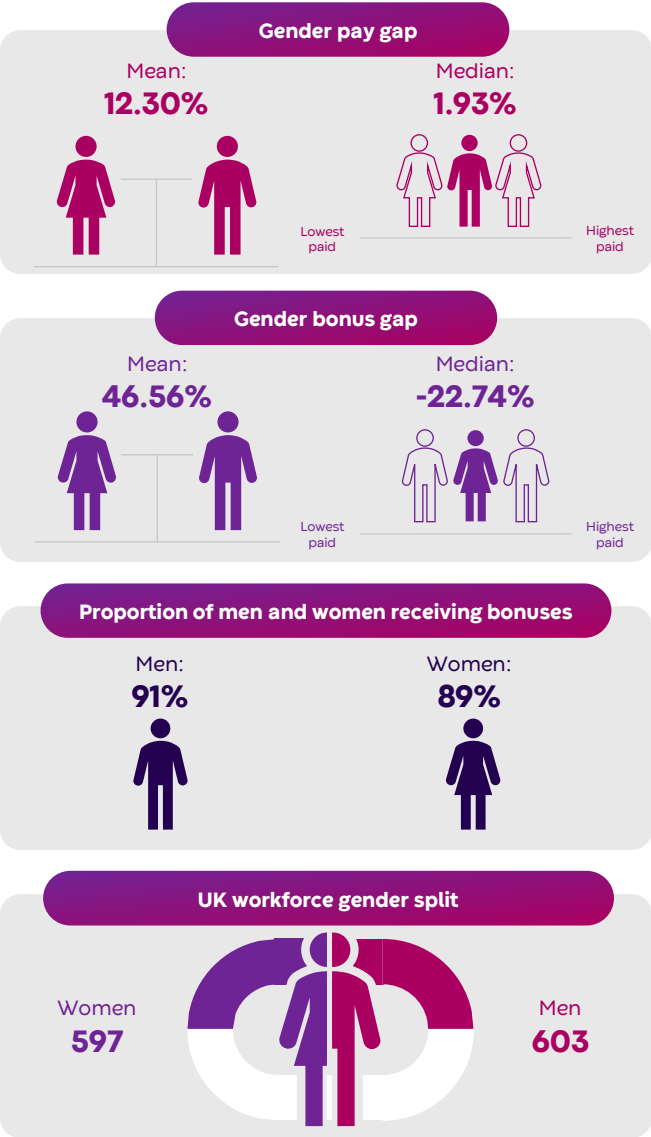 Gender pay gap
Mean:
12.30%
Median:
1.93%
Lowest
paid
Highest
paid
Gender bonus gap
Mean:
46.56%
Median:
-22.74%
Lowest
paid
Highest
paid
Proportion of men and women receiving bonuses
Men:
91%
Women:
89%
UK workforce gender split
Women
597
Men
603